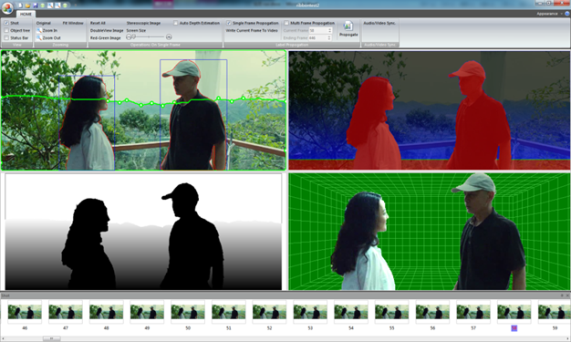 HOME
Appearance
Shot Original Fit Window Reset All Stereoscopic Image Auto Depth Estimation Single Frame Propagation Multi Frame Propagation Audio/Video Sync
Object tree Zoom In DoubleView Image Screen Size Write Current Frame To Video Current Frame 58
Status Bar Zoom Out Red Green Image Ending Frame Propagate
46 47 48 49 50 51 52 53 54 55 56 57 58 59